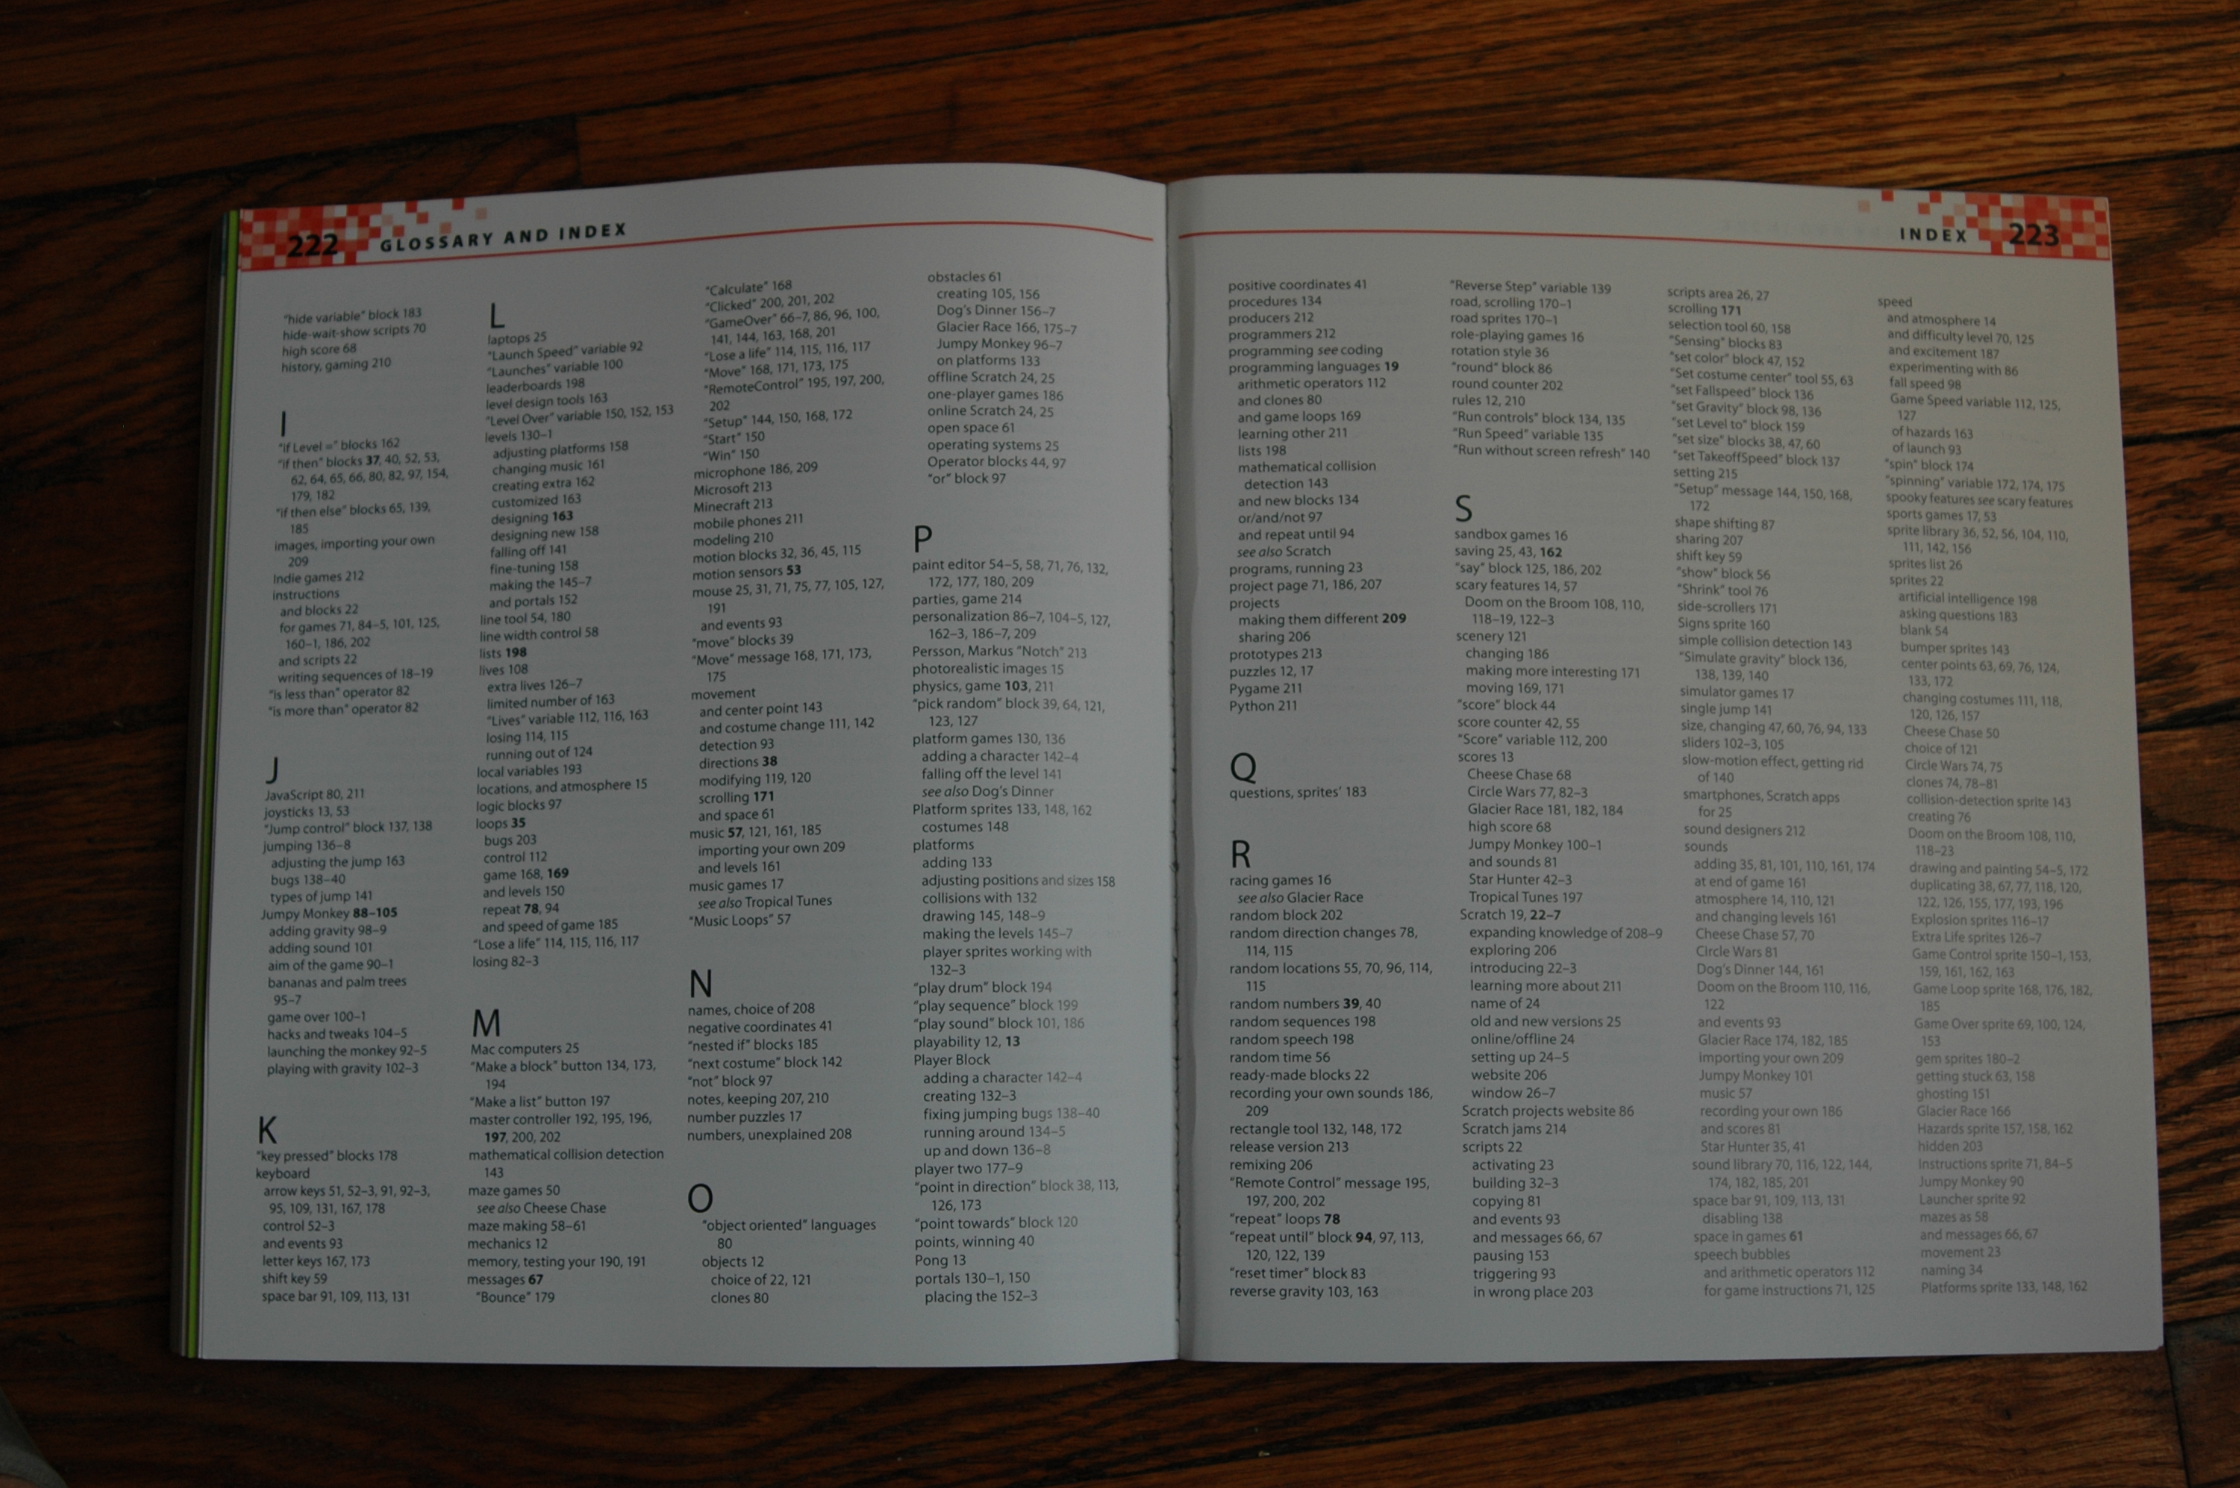 222 GLOSSARY AND INDEX
"hide variable" block 183
hide-wait-show scripts 70
high score 68
history, gaming 210
I
"if Level =" blocks 162
"if then" blocks 37, 40, 52, 53,
62, 64, 65, 66, 80, 82, 97, 154,
179, 182
"if then else" blocks 65, 139,
185
images, importing your own
209
Indie games 212
instructions
and blocks 22
for games 71, 84–5, 101, 125,
160–1, 186, 202
and scripts 22
writing sequences of 18–19
"is less than" operator 82
"is more than" operator 82
J
JavaScript 80, 211
joysticks 13, 53
"Jump control" block 137, 138
jumping 136–8
adjusting the jump 163
bugs 138–40
types of jump 141
Jumpy Monkey 88–105
adding gravity 98–9
adding sound 101
aim of the game 90–1
bananas and palm trees
95–7
game over 100–1
hacks and tweaks 104–5
launching the monkey 92–5
playing with gravity 102–3
K
"key pressed" blocks 178
keyboard
arrow keys 51, 52–3, 91, 92–3,
95, 109, 131, 167, 178
control 52–3
and events 93
letter keys 167, 173
shift key 59
space bar 91, 109, 113, 131
L
laptops 25
"Launch Speed" variable 92
"Launches" variable 100
leaderboards 198
level design tools 163
"Level Over" variable 150, 152, 153
levels 130–1
adjusting platforms 158
changing music 161
creating extra 162
customized 163
designing 163
designing new 158
falling off 141
fine-tuning 158
making the 145–7
and portals 152
line tool 54, 180
line width control 58
lists 198
lives 108
extra lives 126–7
limited number of 163
"Lives" variable 112, 116, 163
losing 114, 115
running out of 124
local variables 193
locations, and atmosphere 15
logic blocks 97
loops 35
bugs 203
control 112
game 168, 169
and levels 150
repeat 78, 94
and speed of game 185
"Lose a life" 114, 115, 116, 117
losing 82–3
M
Mac computers 25
"Make a block" button 134, 173,
194
"Make a list" button 197
master controller 192, 195, 196,
197, 200, 202
mathematical collision detection
143
maze games 50
see also Cheese Chase
maze making 58–61
mechanics 12
memory, testing your 190, 191
messages 67
"Bounce" 179
"Calculate" 168
"Clicked" 200, 201, 202
"GameOver" 66–7, 86, 96, 100,
141, 144, 163, 168, 201
"Lose a life" 114, 115, 116, 117
"Move" 168, 171, 173, 175
"RemoteControl" 195, 197, 200,
202
"Setup" 144, 150, 168, 172
"Start" 150
"Win" 150
microphone 186, 209
Microsoft 213
Minecraft 213
mobile phones 211
modeling 210
motion blocks 32, 36, 45, 115
motion sensors 53
mouse 25, 31, 71, 75, 77, 105, 127,
191
and events 93
"move" blocks 39
"Move" message 168, 171, 173,
175
movement
and center point 143
and costume change 111, 142
detection 93
directions 38
modifying 119, 120
scrolling 171
and space 61
music 57, 121, 161, 185
importing your own 209
and levels 161
music games 17
see also Tropical Tunes
"Music Loops" 57
N
names, choice of 208
negative coordinates 41
"nested if" blocks 185
"next costume" block 142
"not" block 97
notes, keeping 207, 210
number puzzles 17
numbers, unexplained 208
O
"object oriented" languages
80
objects 12
choice of 22, 121
clones 80
obstacles 61
creating 105, 156
Dog's Dinner 156–7
Glacier Race 166, 175–7
Jumpy Monkey 96–7
on platforms 133
offline Scratch 24, 25
one-player games 186
online Scratch 24, 25
open space 61
operating systems 25
Operator blocks 44, 97
"or" block 97
P
paint editor 54–5, 58, 71, 76, 132,
172, 177, 180, 209
parties, game 214
personalization 86–7, 104–5, 127,
162–3, 186–7, 209
Persson, Markus "Notch" 213
photorealistic images 15
physics, game 103, 211
"pick random" block 39, 64, 121,
123, 127
platform games 130, 136
adding a character 142–4
falling off the level 141
see also Dog's Dinner
Platform sprites 133, 148, 162
costumes 148
platforms
adding 133
adjusting positions and sizes 158
collisions with 132
drawing 145, 148–9
making the levels 145–7
player sprites working with
132–3
"play drum" block 194
"play sequence" block 199
"play sound" block 101, 186
playability 12, 13
Player Block
adding a character 142–4
creating 132–3
fixing jumping bugs 138–40
running around 134–5
up and down 136–8
player two 177–9
"point in direction" block 38, 113,
126, 173
"point towards" block 120
points, winning 40
Pong 13
portals 130–1, 150
placing the 152–3
INDEX 223
positive coordinates 41
procedures 134
producers 212
programmers 212
programming see coding
programming languages 19
arithmetic operators 112
and clones 80
and game loops 169
learning other 211
lists 198
mathematical collision
detection 143
and new blocks 134
or/and/not 97
and repeat until 94
see also Scratch
programs, running 23
project page 71, 186, 207
projects
making them different 209
sharing 206
prototypes 213
puzzles 12, 17
Pygame 211
Python 211
Q
questions, sprites' 183
R
racing games 16
see also Glacier Race
random block 202
random direction changes 78,
114, 115
random locations 55, 70, 96, 114,
115
random numbers 39, 40
random sequences 198
random speech 198
random time 56
ready-made blocks 22
recording your own sounds 186,
209
rectangle tool 132, 148, 172
release version 213
remixing 206
"Remote Control" message 195,
197, 200, 202
"repeat" loops 78
"repeat until" block 94, 97, 113,
120, 122, 139
"reset timer" block 83
reverse gravity 103, 163
"Reverse Step" variable 139
road, scrolling 170–1
road sprites 170–1
role-playing games 16
rotation style 36
"round" block 86
round counter 202
rules 12, 210
"Run controls" block 134, 135
"Run Speed" variable 135
"Run without screen refresh" 140
S
sandbox games 16
saving 25, 43, 162
"say" block 125, 186, 202
scary features 14, 57
Doom on the Broom 108, 110,
118–19, 122–3
scenery 121
changing 186
making more interesting 171
moving 169, 171
"score" block 44
score counter 42, 55
"Score" variable 112, 200
scores 13
Cheese Chase 68
Circle Wars 77, 82–3
Glacier Race 181, 182, 184
high score 68
Jumpy Monkey 100–1
and sounds 81
Star Hunter 42–3
Tropical Tunes 197
Scratch 19, 22–7
expanding knowledge of 208–9
exploring 206
introducing 22–3
learning more about 211
name of 24
old and new versions 25
online/offline 24
setting up 24–5
website 206
window 26–7
Scratch projects website 86
Scratch jams 214
scripts 22
activating 23
building 32–3
copying 81
and events 93
and messages 66, 67
pausing 153
triggering 93
in wrong place 203
scripts area 26, 27
scrolling 171
selection tool 60, 158
"Sensing" blocks 83
"set color" block 47, 152
"Set costume center" tool 55, 63
"set Fallspeed" block 136
"set Gravity" block 98, 136
"set Level to" block 159
"set size" blocks 38, 47, 60
"set TakeoffSpeed" block 137
setting 215
"Setup" message 144, 150, 168,
172
shape shifting 87
sharing 207
shift key 59
"show" block 56
"Shrink" tool 76
side-scrollers 171
Signs sprite 160
simple collision detection 143
"Simulate gravity" block 136,
138, 139, 140
simulator games 17
single jump 141
size, changing 47, 60, 76, 94, 133
sliders 102–3, 105
slow-motion effect, getting rid
of 140
smartphones, Scratch apps
for 25
sound designers 212
sounds
adding 35, 81, 101, 110, 161, 174
at end of game 161
atmosphere 14, 110, 121
and changing levels 161
Cheese Chase 57, 70
Circle Wars 81
Dog's Dinner 144, 161
Doom on the Broom 110, 116,
122
and events 93
Glacier Race 174, 182, 185
importing your own 209
Jumpy Monkey 101
music 57
recording your own 186
and scores 81
Star Hunter 35, 41
sound library 70, 116, 122, 144,
174, 182, 185, 201
space bar 91, 109, 113, 131
disabling 138
space in games 61
speech bubbles
and arithmetic operators 112
for game instructions 71, 125
speed
and atmosphere 14
and difficulty level 70, 125
and excitement 187
experimenting with 86
fall speed 98
Game Speed variable 112, 125,
127
of hazards 163
of launch 93
"spin" block 174
"spinning" variable 172, 174, 175
spooky features see scary features
sports games 17, 53
sprite library 36, 52, 56, 104, 110,
111, 142, 156
sprites list 26
sprites 22
artificial intelligence 198
asking questions 183
blank 54
bumper sprites 143
center points 63, 69, 76, 124,
133, 172
changing costumes 111, 118,
120, 126, 157
Cheese Chase 50
choice of 121
Circle Wars 74, 75
clones 74, 78–81
collision-detection sprite 143
creating 76
Doom on the Broom 108, 110,
118–23
drawing and painting 54–5, 172
duplicating 38, 67, 77, 118, 120,
122, 126, 155, 177, 193, 196
Explosion sprites 116–17
Extra Life sprites 126–7
Game Control sprite 150–1, 153,
159, 161, 162, 163
Game Loop sprite 168, 176, 182,
185
Game Over sprite 69, 100, 124,
153
gem sprites 180–2
getting stuck 63, 158
ghosting 151
Glacier Race 166
Hazards sprite 157, 158, 162
hidden 203
Instructions sprite 71, 84–5
Jumpy Monkey 90
Launcher sprite 92
mazes as 58
and messages 66, 67
movement 23
naming 34
Platforms sprite 133, 148, 162